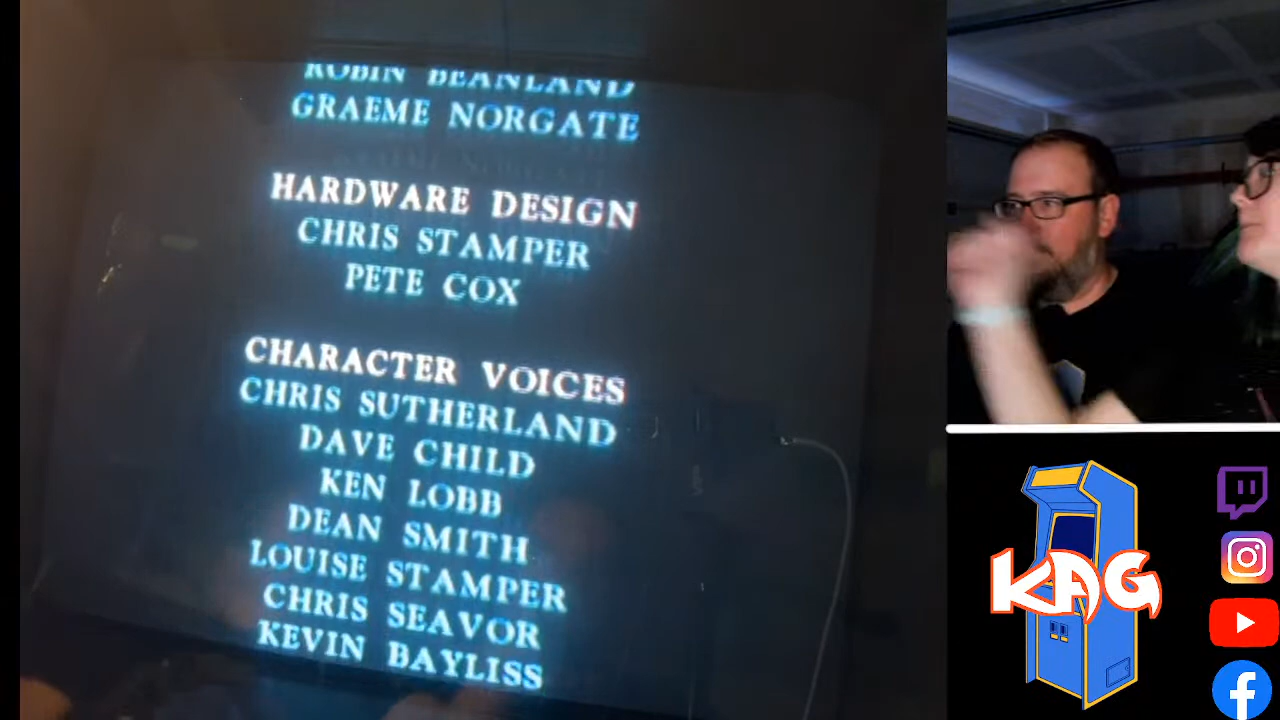 ROBIN BEANLAND
GRAEME NORGATE
HARDWARE DESIGN
CHRIS STAMPER
PETE COX
CHARACTER VOICES
CHRIS SUTHERLAND
DAVE CHILD
KEN LOBB
DEAN SMITH
LOUISE STAMPER
CHRIS SEAVOR
KEVIN BAYLISS
KAG